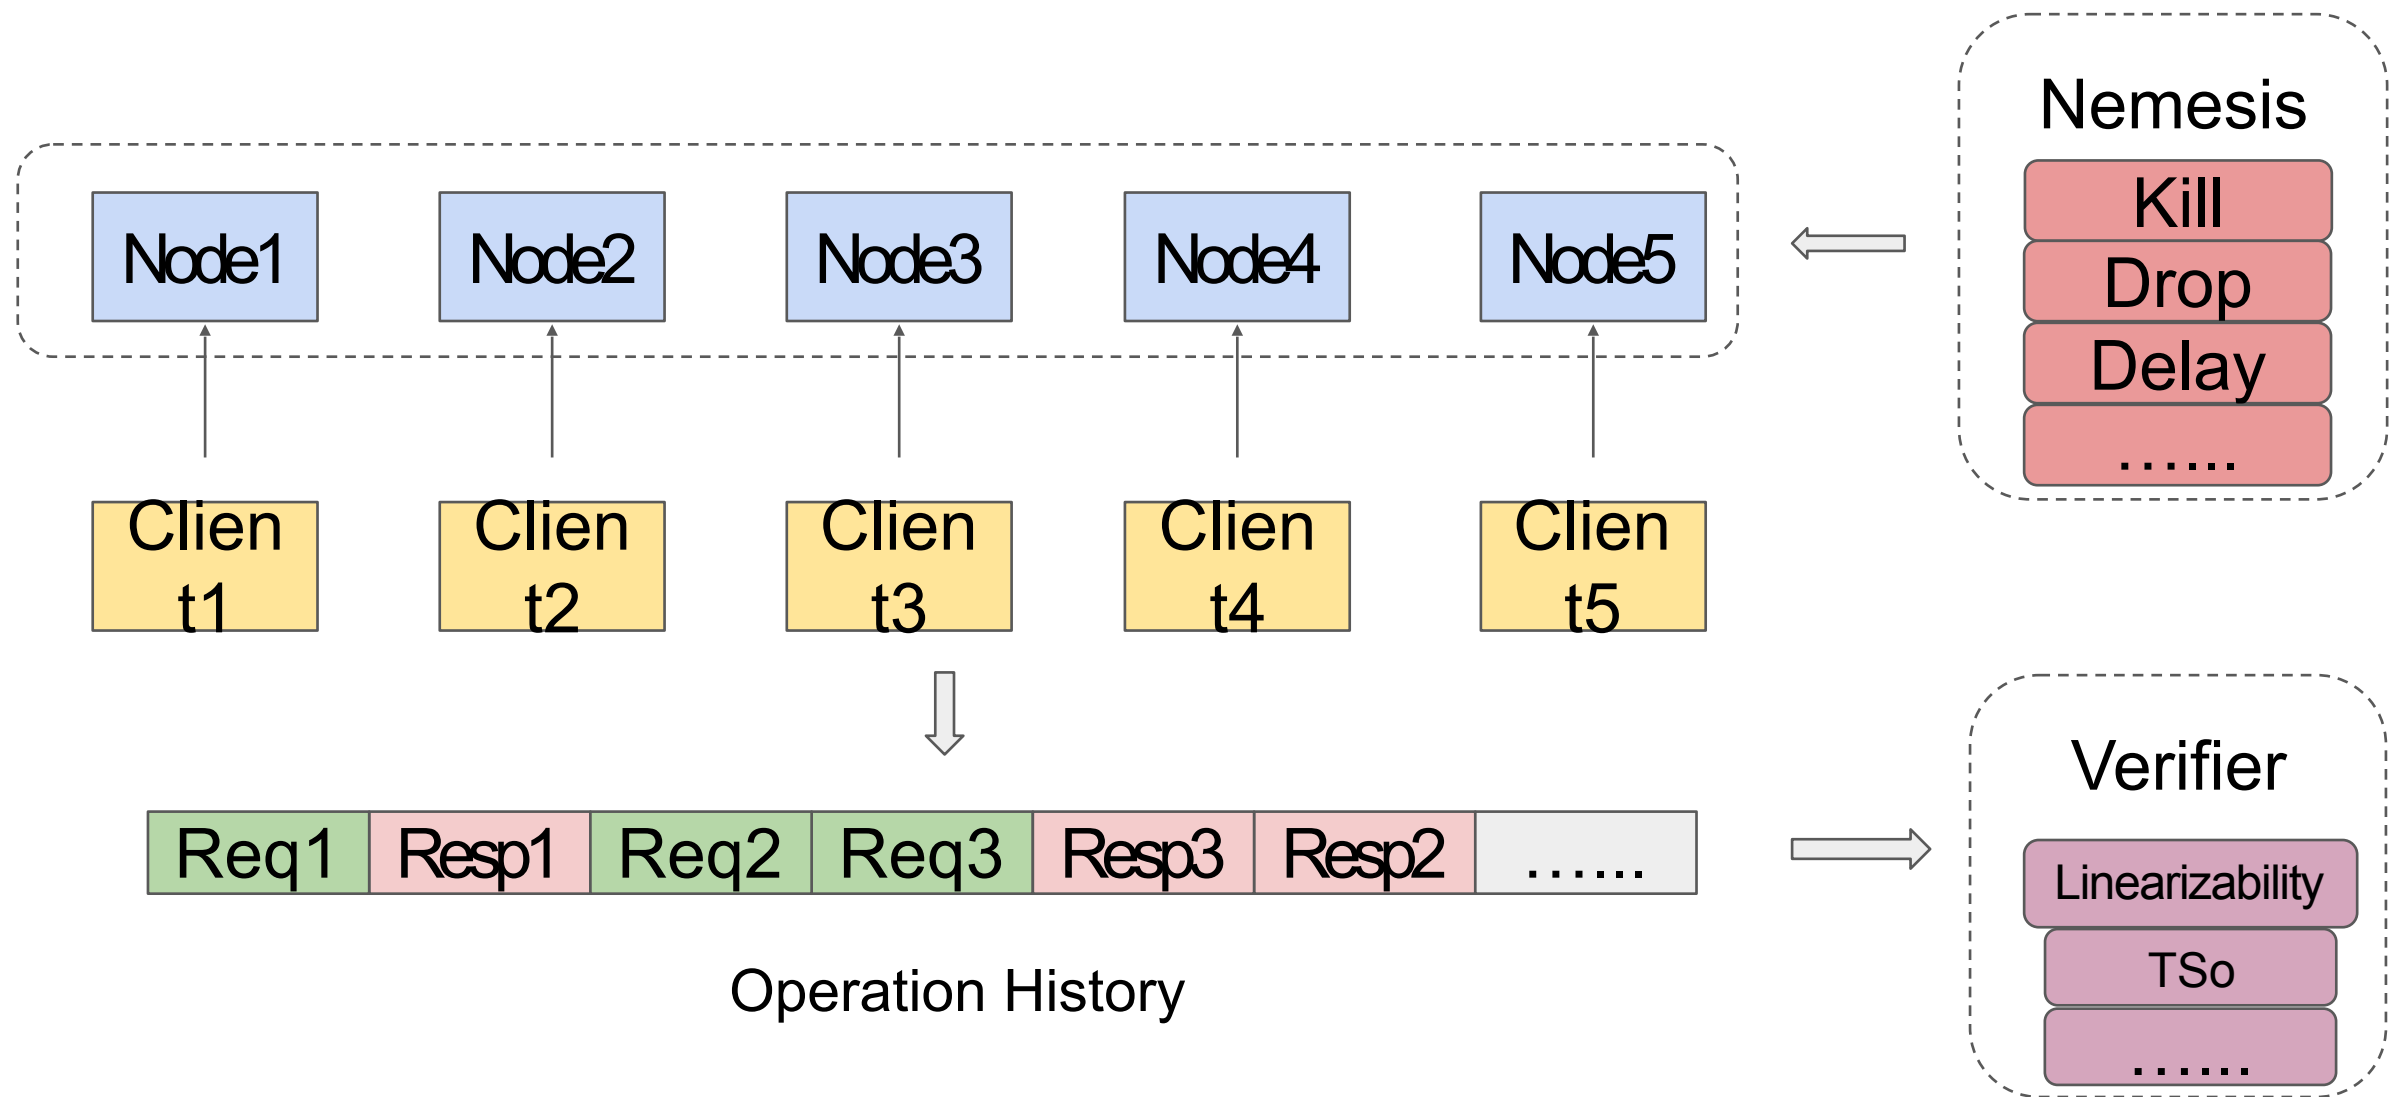 Nemesis
Kill
Drop
Delay
…...
Node1
Node2
Node3
Node4
Node5
Clien
t1
Clien
t2
Clien
t3
Clien
t4
Clien
t5
Req1
Resp1
Req2
Req3
Resp3
Resp2
…...
Operation History
Verifier
Linearizability
TSo
…...